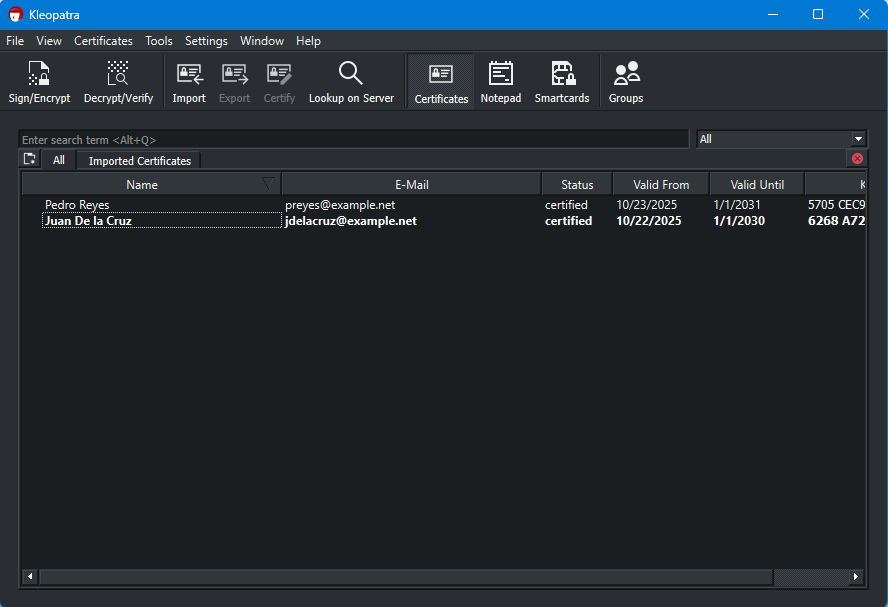 Kleopatra
File View Certificates Tools Settings Window Help
Sign/Encrypt Decrypt/Verify Import Export Certify Lookup on Server Certificates Notepad Smartcards Groups
Enter search term <Alt+Q> All
All Imported Certificates
Name E-Mail Status Valid From Valid Until K
Pedro Reyes preyes@example.net certified 10/23/2025 1/1/2031 5705 CEC9
Juan De la Cruz jdelacruz@example.net certified 10/22/2025 1/1/2030 6268 A72